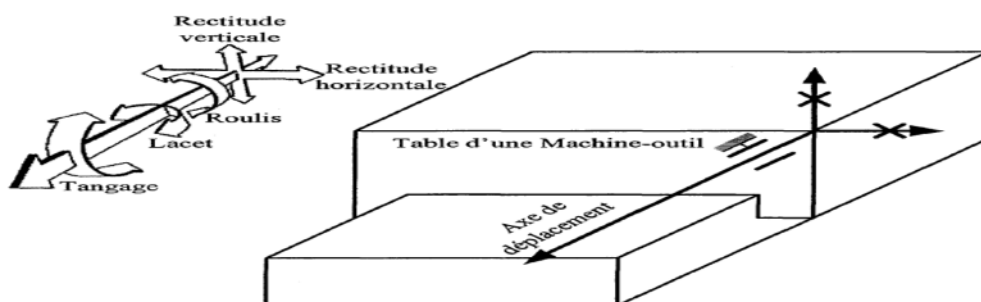 Rectitude
verticale
Rectitude
horizontale
Roulis
Lacet
Tangage
Table d'une Machine-outil
Axe de
déplacement